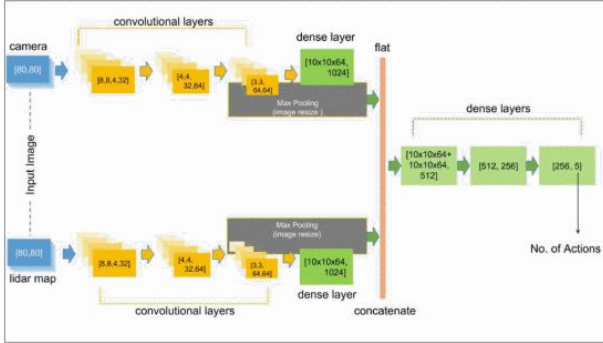 convolutional layers
camera
dense layer
flat
[80,80]
[8,8,4,32]
[4,4,
32,64]
[3,3,
64,64]
[10x10x64,
1024]
Max Pooling
(image resize )
dense layers
Input Image
[10x10x64+
10x10x64,
512]
[512, 256]
[256, 5]
Max Pooling
(image resize)
No. of Actions
[80,80]
[8,8,4,32]
[4,4,
32,64]
[3,3,
64,64]
[10x10x64,
1024]
lidar map
dense layer
convolutional layers
concatenate